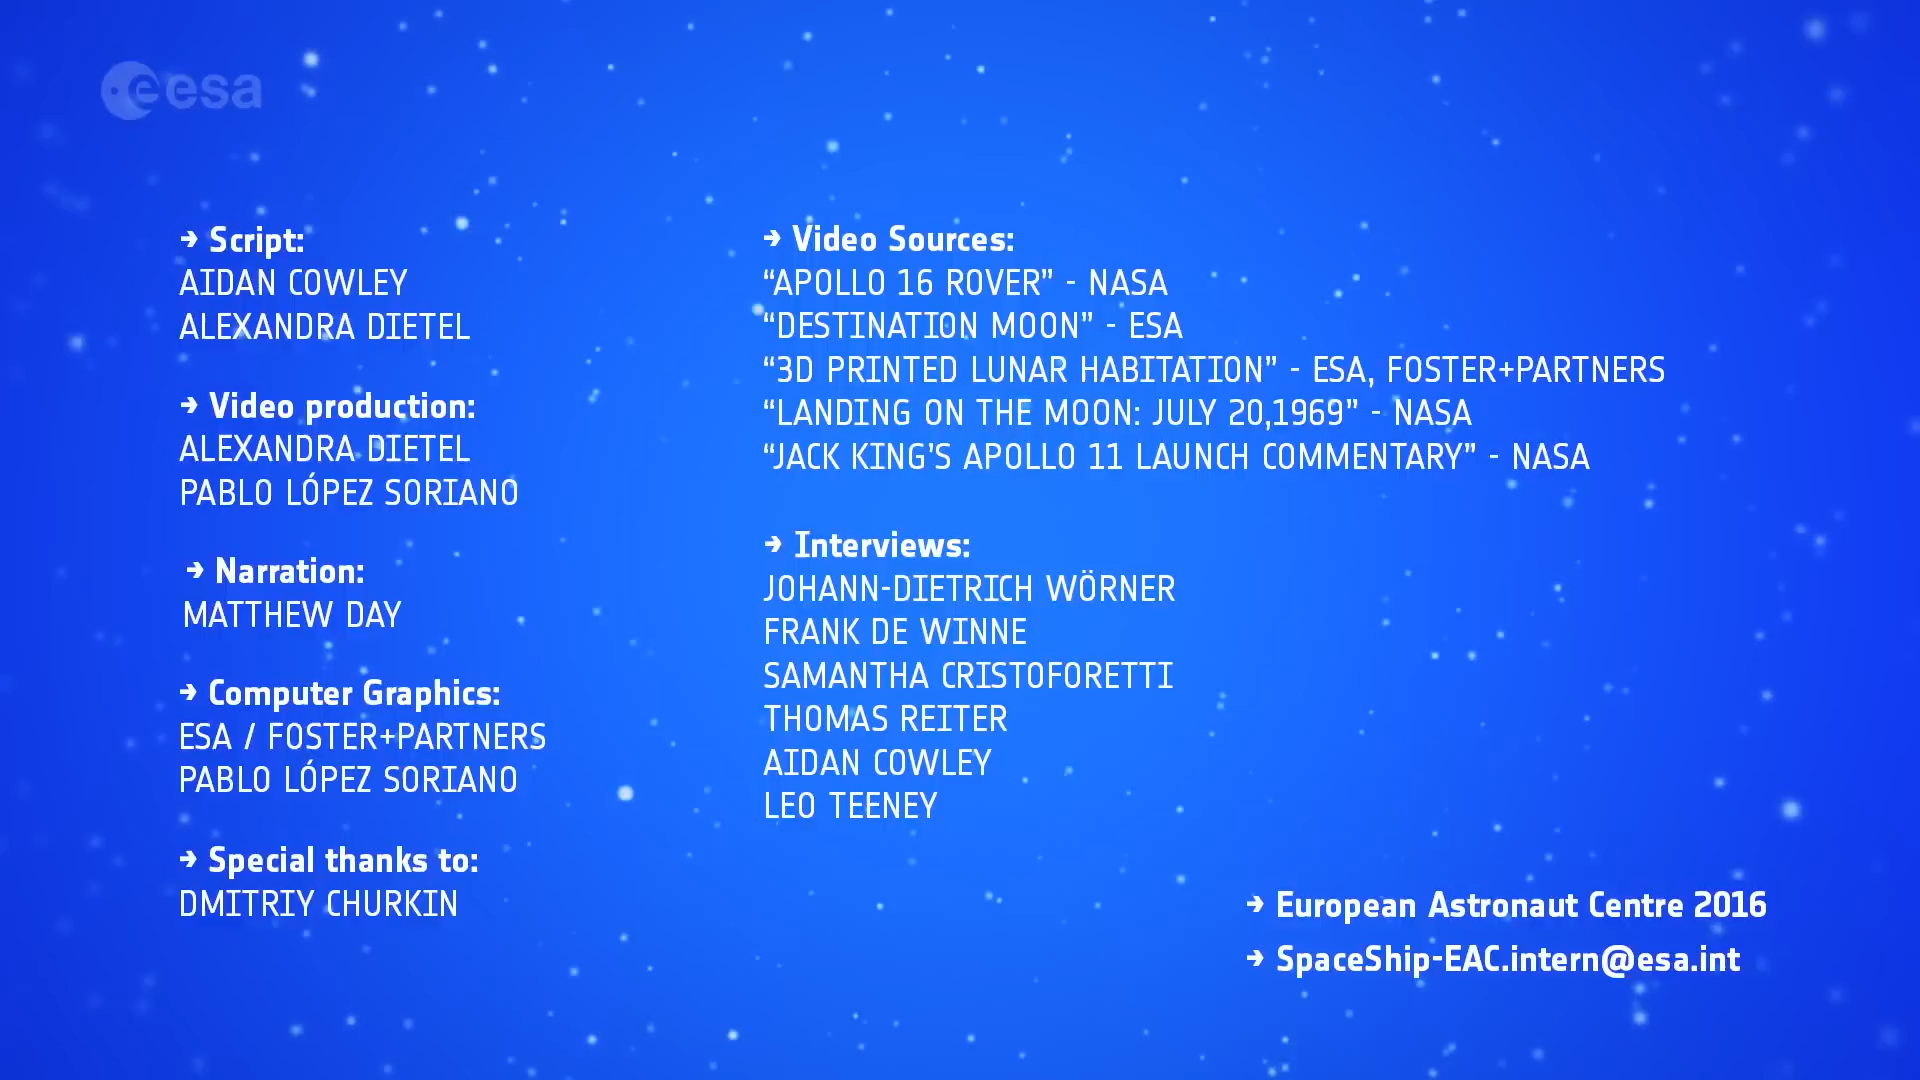 esa
→ Script:
AIDAN COWLEY
ALEXANDRA DIETEL
→ Video production:
ALEXANDRA DIETEL
PABLO LÓPEZ SORIANO
→ Narration:
MATTHEW DAY
→ Computer Graphics:
ESA / FOSTER+PARTNERS
PABLO LÓPEZ SORIANO
→ Special thanks to:
DMITRIY CHURKIN
→ Video Sources:
“APOLLO 16 ROVER” - NASA
“DESTINATION MOON” - ESA
“3D PRINTED LUNAR HABITATION” - ESA, FOSTER+PARTNERS
“LANDING ON THE MOON: JULY 20,1969” - NASA
“JACK KING’S APOLLO 11 LAUNCH COMMENTARY” - NASA
→ Interviews:
JOHANN-DIETRICH WÖRNER
FRANK DE WINNE
SAMANTHA CRISTOFORETTI
THOMAS REITER
AIDAN COWLEY
LEO TEENEY
→ European Astronaut Centre 2016
→ SpaceShip-EAC.intern@esa.int